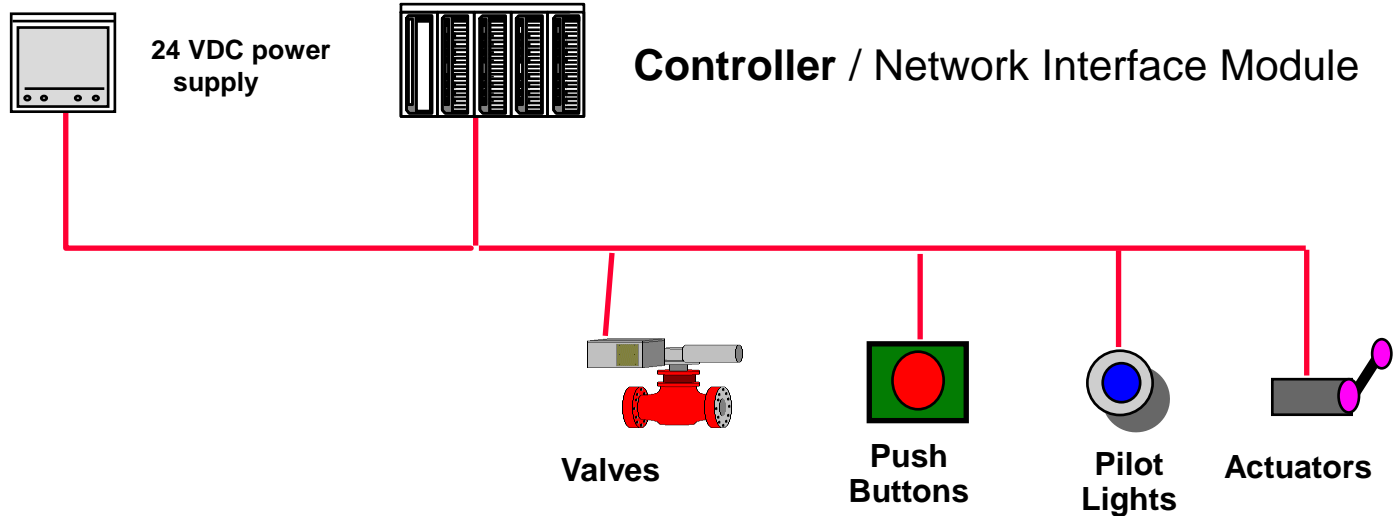 24 VDC power
supply
Controller / Network Interface Module
Valves
Push
Buttons
Pilot
Lights
Actuators